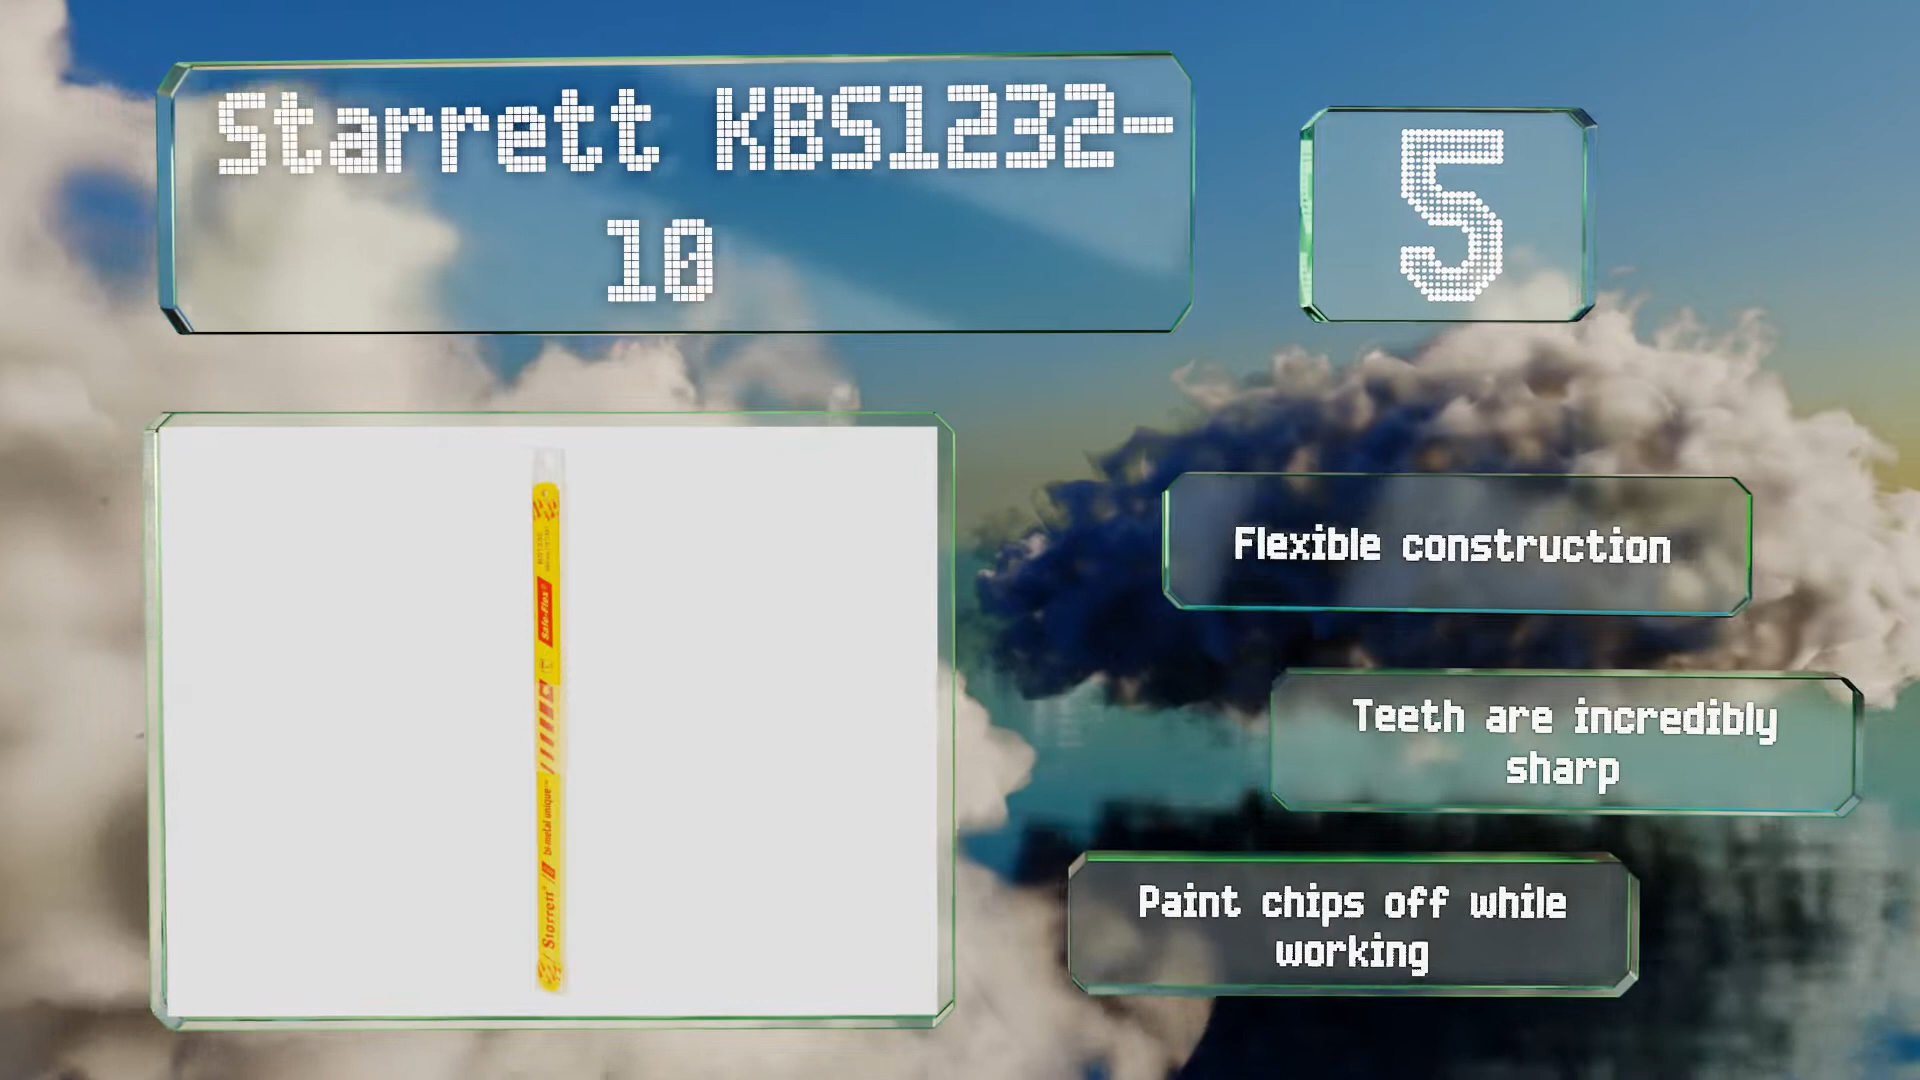 Starrett KBS1232-
10
5
Flexible construction
Teeth are incredibly
sharp
Paint chips off while
working
Safe-Flex
bi metal unique
Starrett